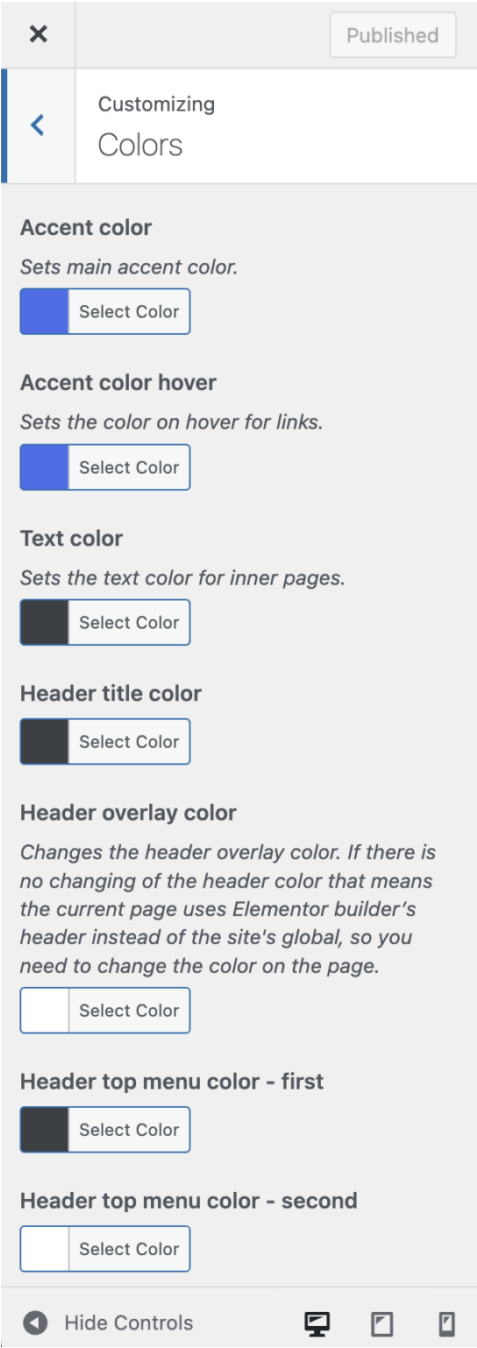 Published
Customizing
Colors
Accent color
Sets main accent color.
Select Color
Accent color hover
Sets the color on hover for links.
Select Color
Text color
Sets the text color for inner pages.
Select Color
Header title color
Select Color
Header overlay color
Changes the header overlay color. If there is
no changing of the header color that means
the current page uses Elementor builder’s
header instead of the site's global, so you
need to change the color on the page.
Select Color
Header top menu color - first
Select Color
Header top menu color - second
Select Color
Hide Controls